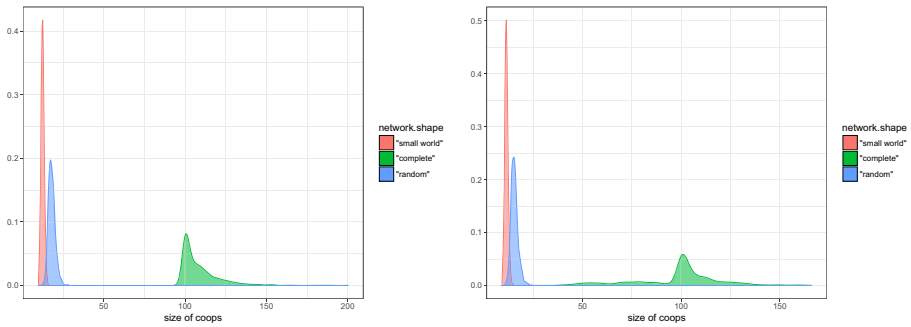 0.4
0.3
0.2
0.1
0.0
50
100
150
200
size of coops
network.shape
"small world"
"complete"
"random"
0.5
0.4
0.3
0.2
0.1
0.0
50
100
150
size of coops
network.shape
"small world"
"complete"
"random"